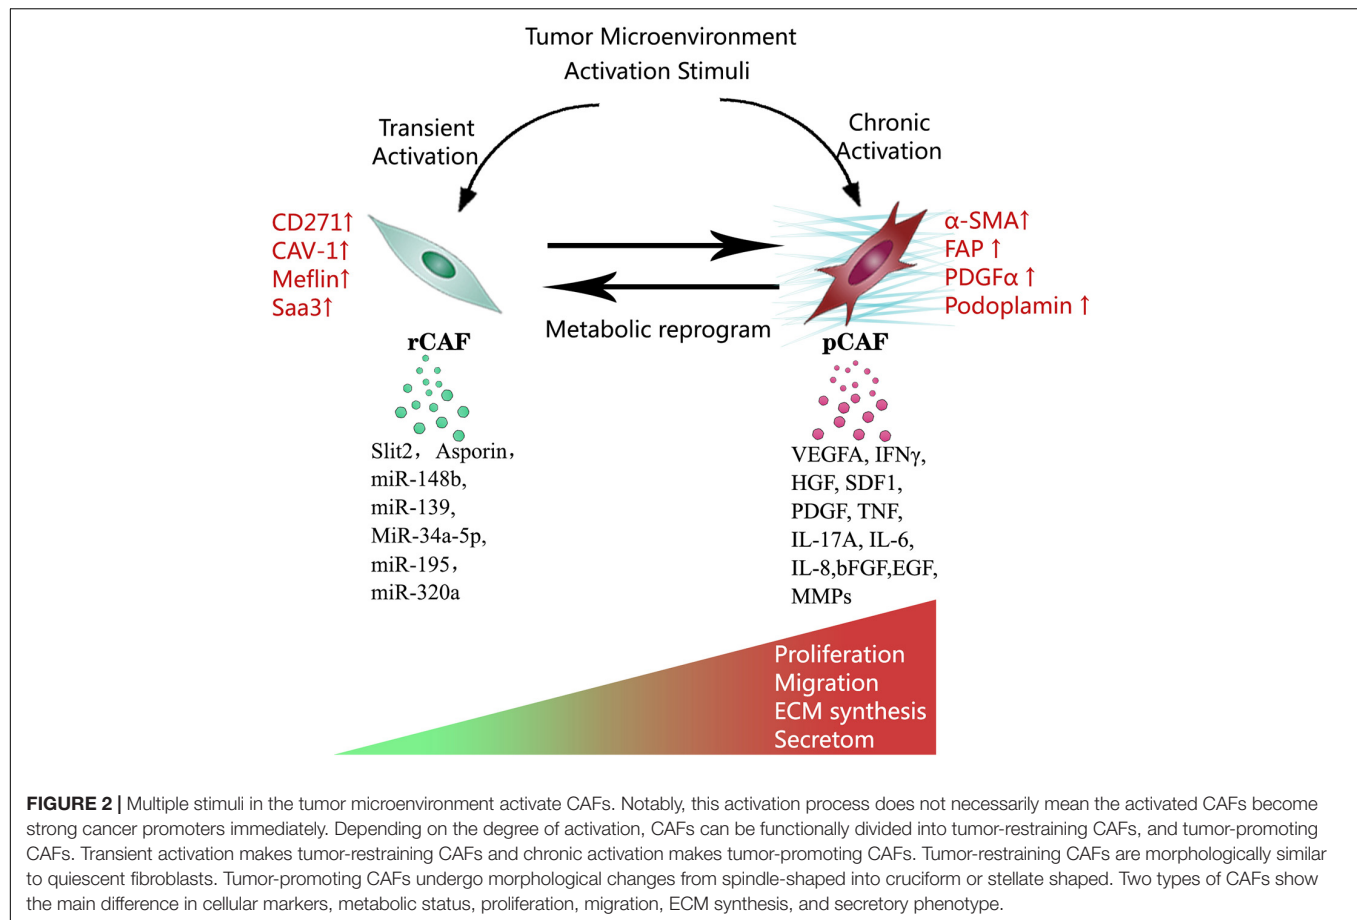 Tumor Microenvironment
Activation Stimuli
Transient
Activation
Chronic
Activation
CD271↑
CAV-1↑
Meflin↑
Saa3↑
α-SMA↑
FAP ↑
PDGFα ↑
Podoplamin ↑
Metabolic reprogram
rCAF
pCAF
Slit2，Asporin，
miR-148b,
miR-139,
MiR-34a-5p,
miR-195，
miR-320a
VEGFA, IFNγ,
HGF, SDF1,
PDGF, TNF,
IL-17A, IL-6,
IL-8,bFGF,EGF,
MMPs
Proliferation
Migration
ECM synthesis
Secretom
FIGURE 2 | Multiple stimuli in the tumor microenvironment activate CAFs. Notably, this activation process does not necessarily mean the activated CAFs become
strong cancer promoters immediately. Depending on the degree of activation, CAFs can be functionally divided into tumor-restraining CAFs, and tumor-promoting
CAFs. Transient activation makes tumor-restraining CAFs and chronic activation makes tumor-promoting CAFs. Tumor-restraining CAFs are morphologically similar
to quiescent fibroblasts. Tumor-promoting CAFs undergo morphological changes from spindle-shaped into cruciform or stellate shaped. Two types of CAFs show
the main difference in cellular markers, metabolic status, proliferation, migration, ECM synthesis, and secretory phenotype.